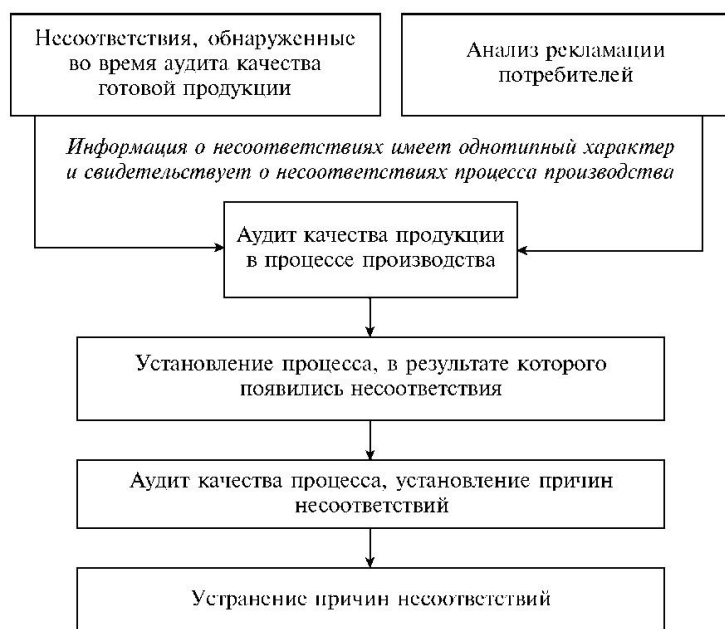 Несоответствия, обнаруженные
во время аудита качества
готовой продукции
Анализ рекламации
потребителей
Информация о несоответствиях имеет однотипный характер
и свидетельствует о несоответствиях процесса производства
Аудит качества продукции
в процессе производства
Установление процесса, в результате которого
появились несоответствия
Аудит качества процесса, установление причин
несоответствий
Устранение причин несоответствий